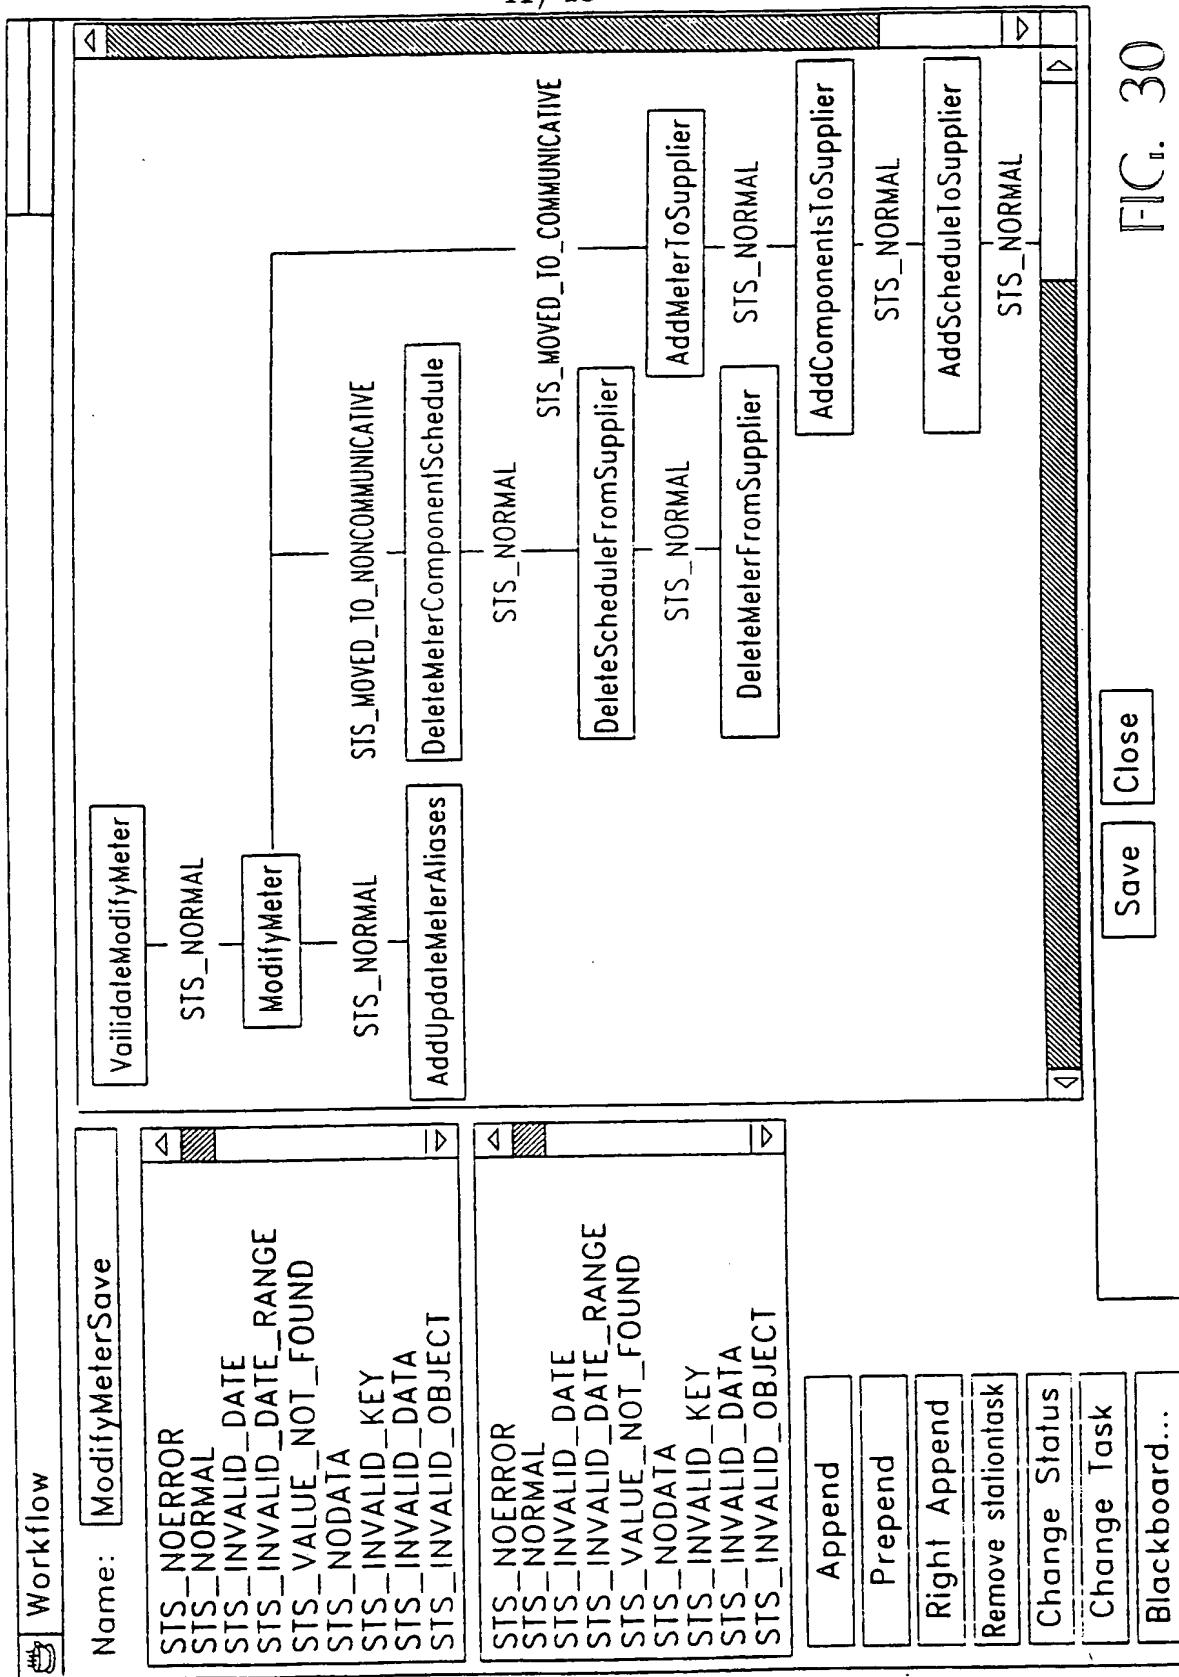 Workflow
Name: ModifyMeterSave
STS_NOERROR
STS_NORMAL
STS_INVALID_DATE
STS_INVALID_DATE_RANGE
STS_VALUE_NOT_FOUND
STS_NODATA
STS_INVALID_KEY
STS_INVALID_DATA
STS_INVALID_OBJECT
STS_NOERROR
STS_NORMAL
STS_INVALID_DATE
STS_INVALID_DATE_RANGE
STS_VALUE_NOT_FOUND
STS_NODATA
STS_INVALID_KEY
STS_INVALID_DATA
STS_INVALID_OBJECT
Append
Prepend
Right Append
Remove stationtask
Change Status
Change Task
Blackboard...
VailidateModifyMeter
STS_NORMAL
ModifyMeter
STS_NORMAL
AddUpdateMeterAliases
STS_MOVED_TO_NONCOMMUNICATIVE
DeleteMeterComponentSchedule
STS_NORMAL
DeleteScheduleFromSupplier
STS_NORMAL
DeleteMeterFromSupplier
STS_MOVED_TO_COMMUNICATIVE
AddMeterToSupplier
STS_NORMAL
AddComponentsToSupplier
STS_NORMAL
AddScheduleToSupplier
STS_NORMAL
Save
Close
FIG. 30